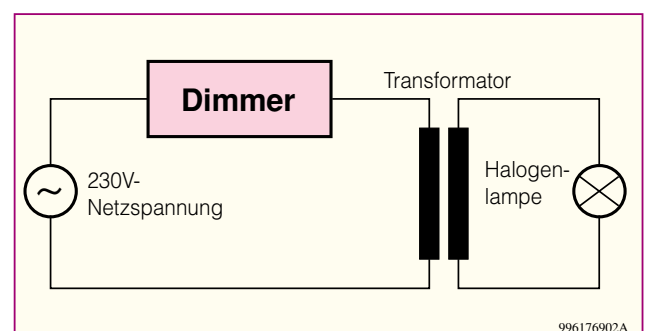 Dimmer
Transformator
230V-
Netzspannung
Halogen-
lampe
996176902A